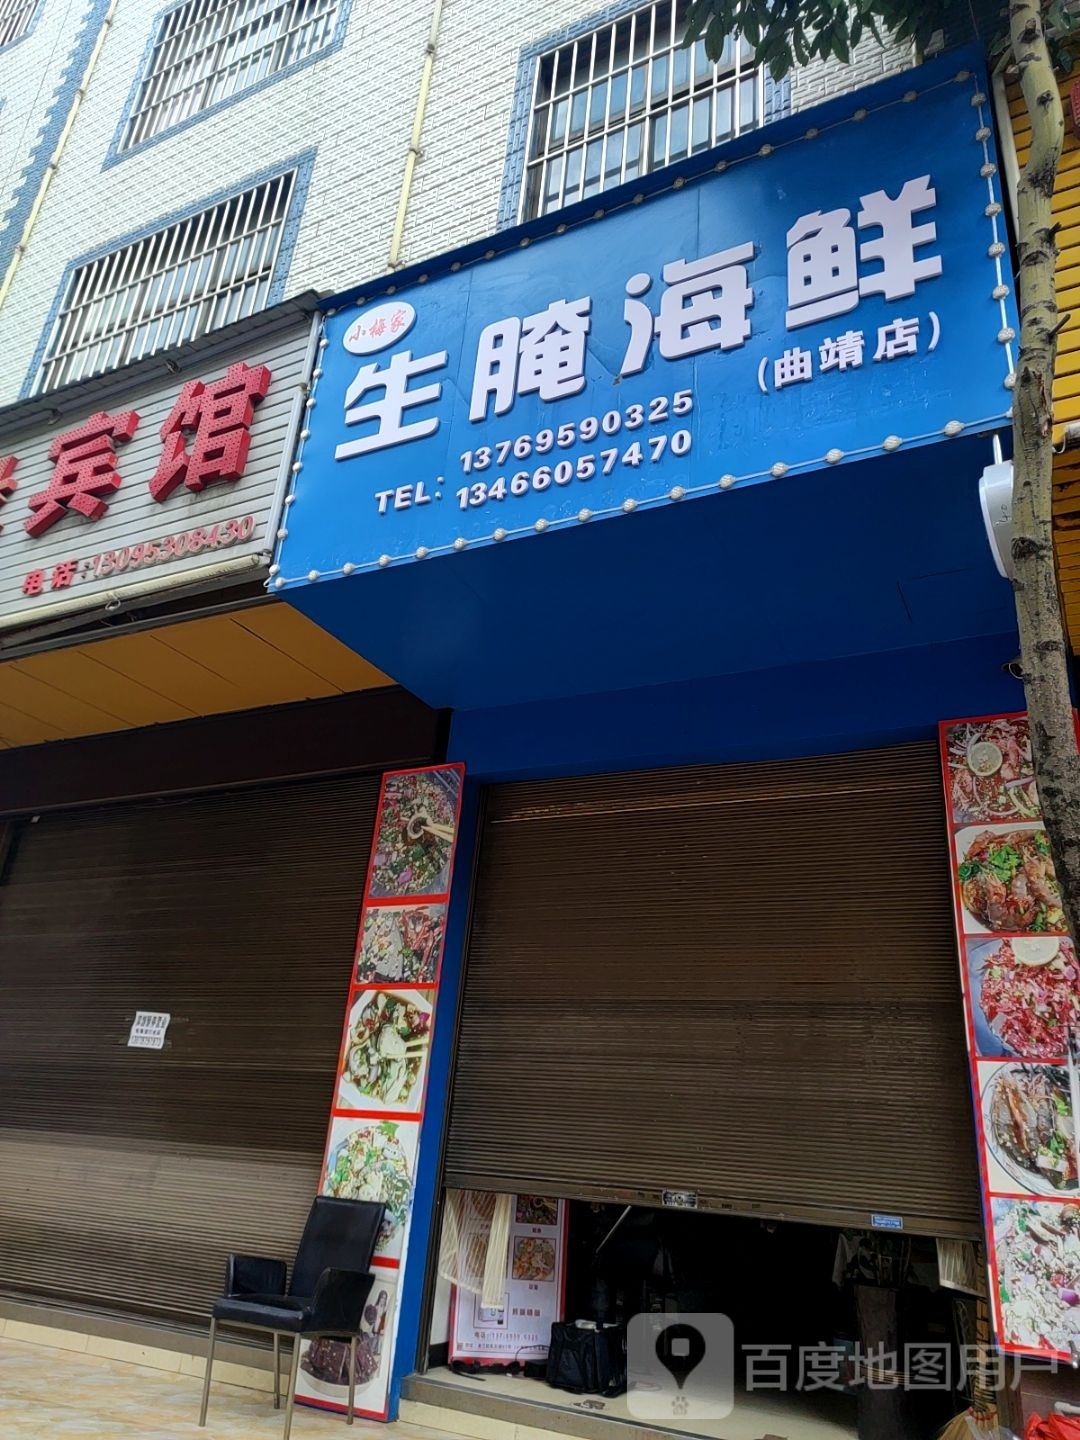 小梅家
生腌海鲜
(曲靖店)
TEL: 13769590325
13466057470
宾馆
电话:13095308430
百度地图用户